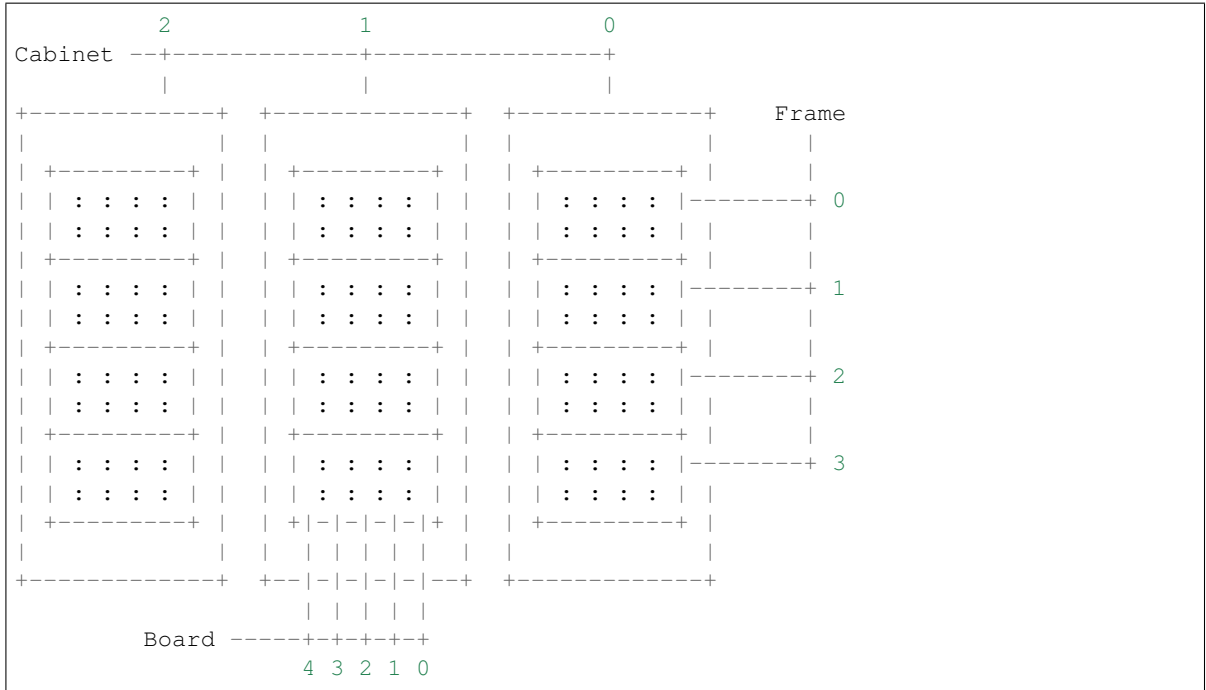 2             1                0
Cabinet --+-------------+----------------+
          |             |                |
+-------------+  +-------------+  +-------------+    Frame
|             |  |             |  |             |      |
| +---------+ |  | +---------+ |  | +---------+ |      |
| | : : : : | |  | | : : : : | |  | | : : : : |--------+ 0
| | : : : : | |  | | : : : : | |  | | : : : : | |      |
| +---------+ |  | +---------+ |  | +---------+ |      |
| | : : : : | |  | | : : : : | |  | | : : : : |--------+ 1
| | : : : : | |  | | : : : : | |  | | : : : : | |      |
| +---------+ |  | +---------+ |  | +---------+ |      |
| | : : : : | |  | | : : : : | |  | | : : : : |--------+ 2
| | : : : : | |  | | : : : : | |  | | : : : : | |      |
| +---------+ |  | +---------+ |  | +---------+ |      |
| | : : : : | |  | | : : : : | |  | | : : : : |--------+ 3
| | : : : : | |  | | : : : : | |  | | : : : : | |
| +---------+ |  | +|-|-|-|-|+ |  | +---------+ |
|             |  |  | | | | |  |  |             |
+-------------+  +--|-|-|-|-|--+  +-------------+
                    | | | | |
         Board -----+-+-+-+-+
                    4 3 2 1 0